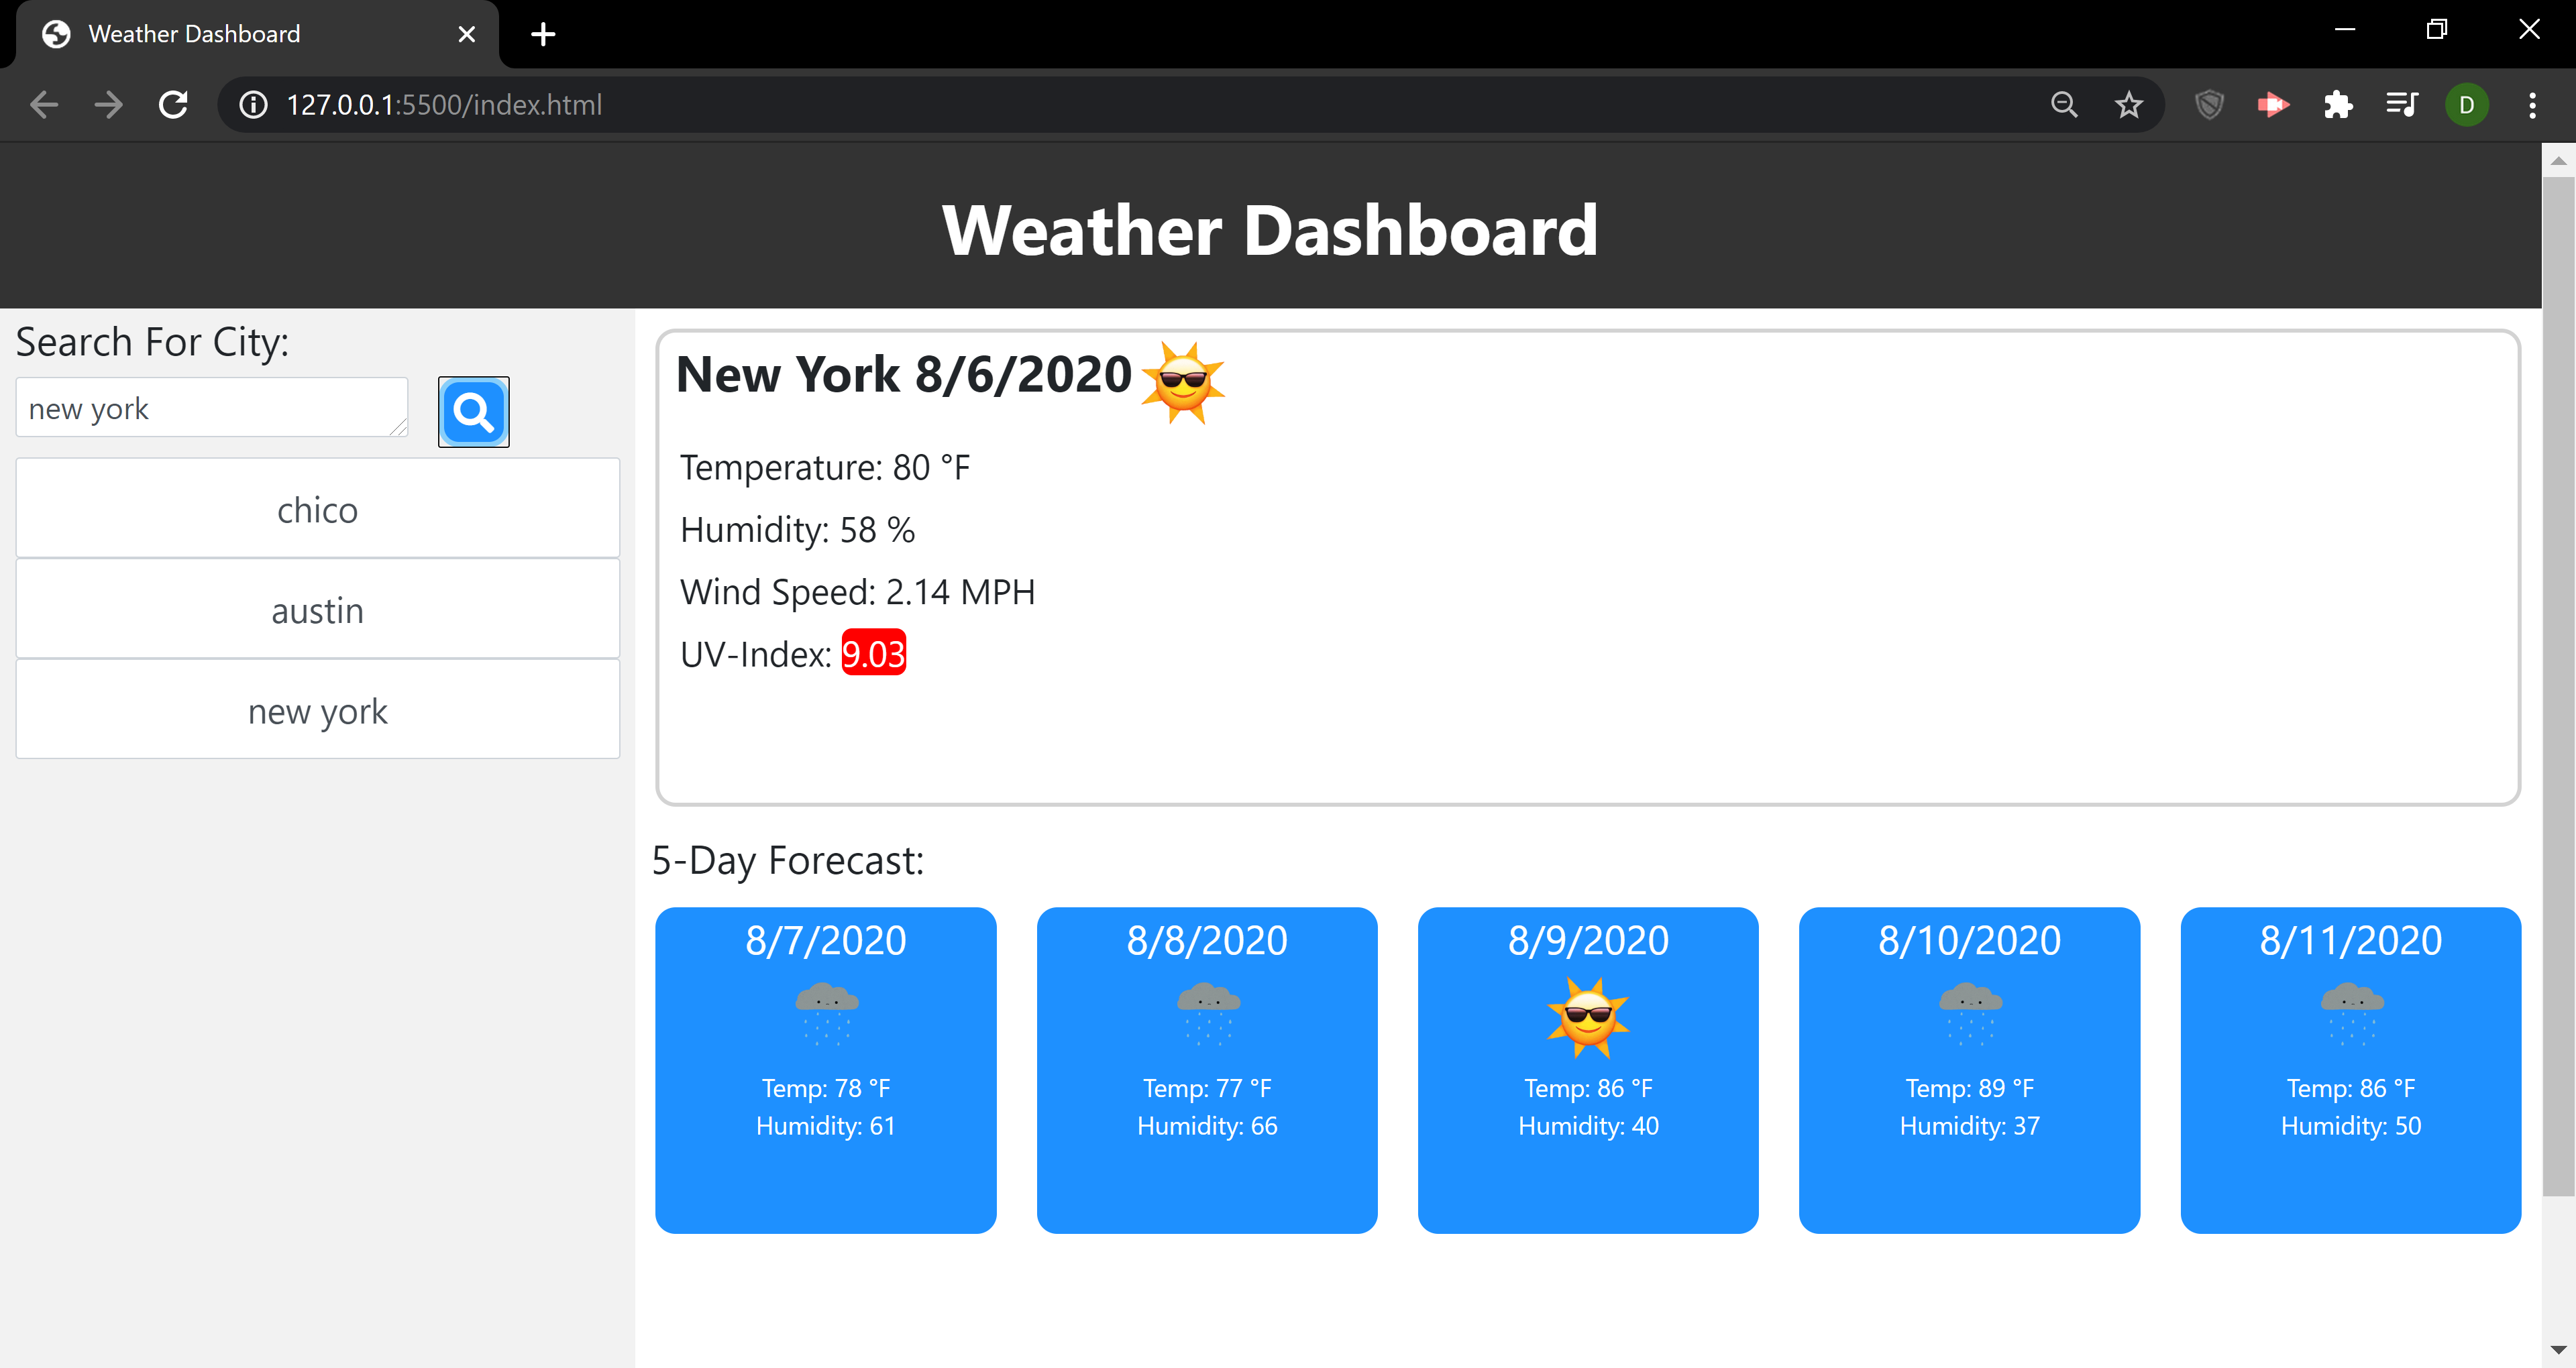 Weather Dashboard
127.0.0.1:5500/index.html
D
Weather Dashboard
Search For City:
new york
chico
austin
new york
New York 8/6/2020
Temperature: 80 °F
Humidity: 58 %
Wind Speed: 2.14 MPH
UV-Index: 9.03
5-Day Forecast:
8/7/2020
Temp: 78 °F
Humidity: 61
8/8/2020
Temp: 77 °F
Humidity: 66
8/9/2020
Temp: 86 °F
Humidity: 40
8/10/2020
Temp: 89 °F
Humidity: 37
8/11/2020
Temp: 86 °F
Humidity: 50